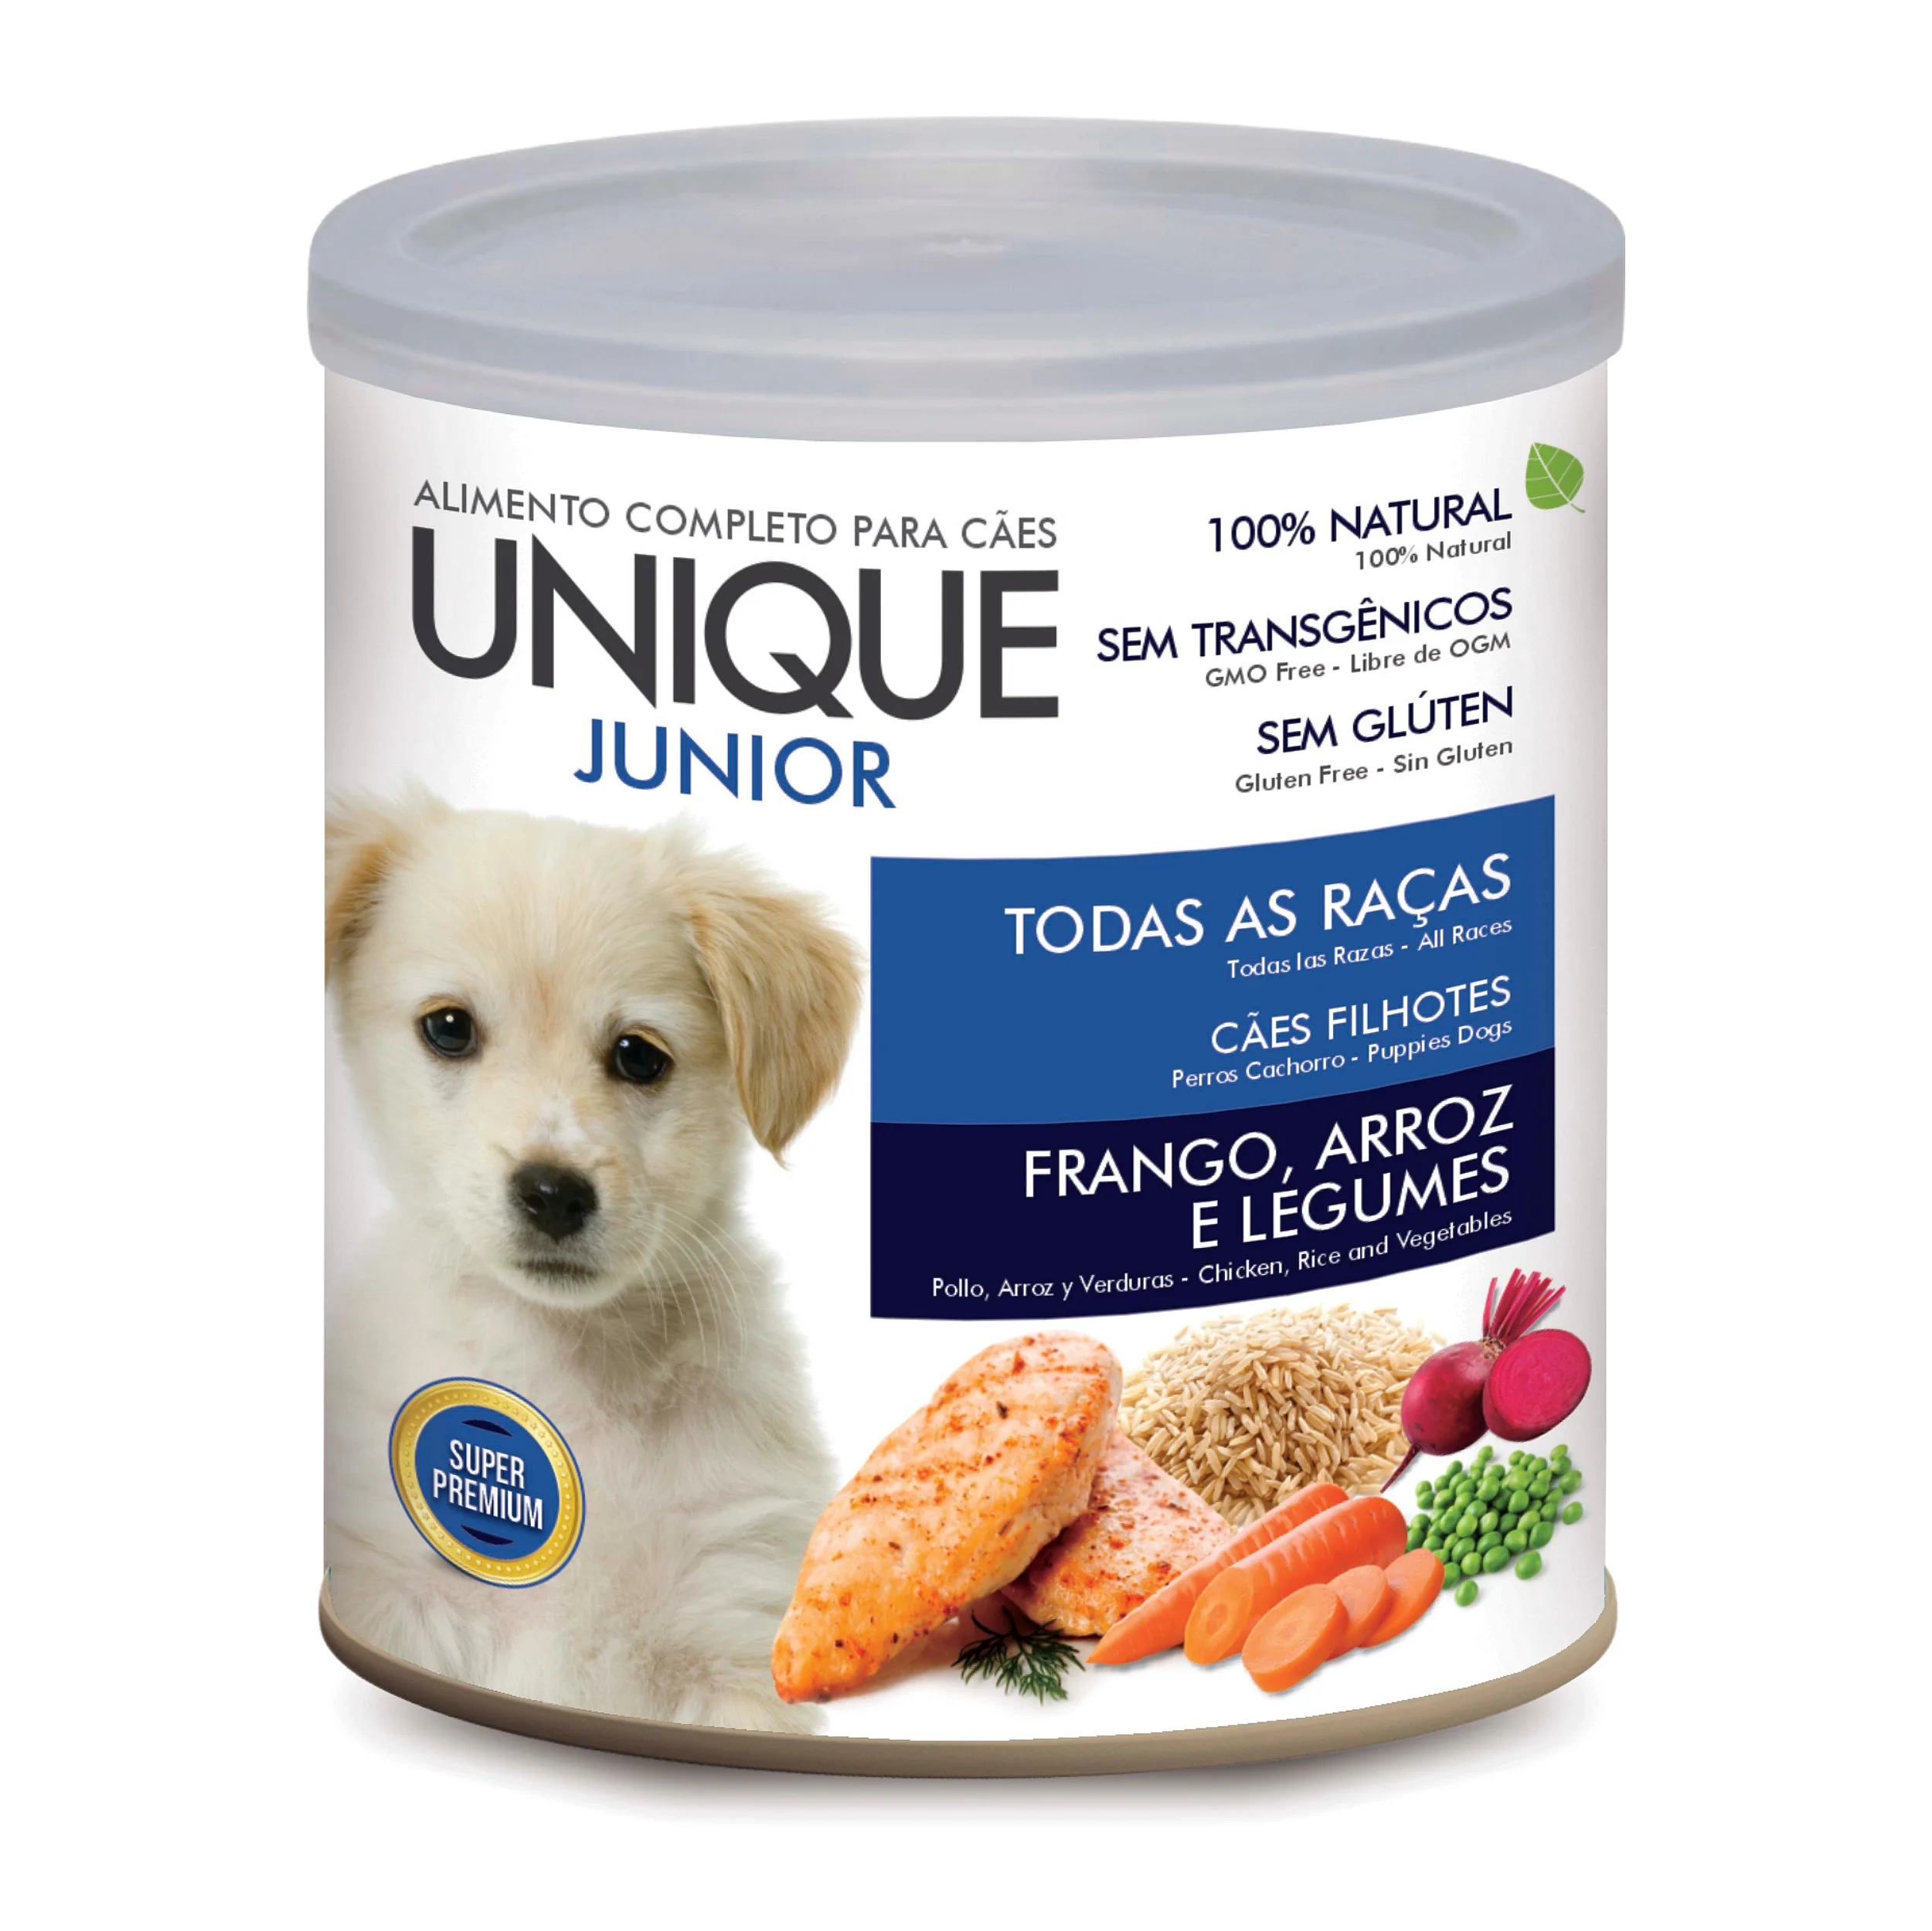 ALIMENTO COMPLETO PARA CÃES
UNIQUE
JUNIOR
100% NATURAL
100% Natural
SEM TRANSGÊNICOS
GMO Free - Libre de OGM
SEM GLÚTEN
Gluten Free - Sin Gluten
TODAS AS RAÇAS
Todas las Razas - All Races
CÃES FILHOTES
Perros Cachorro - Puppies Dogs
FRANGO, ARROZ
E LÉGUMES
Pollo, Arroz y Verduras - Chicken, Rice and Vegetables
SUPER
PREMIUM